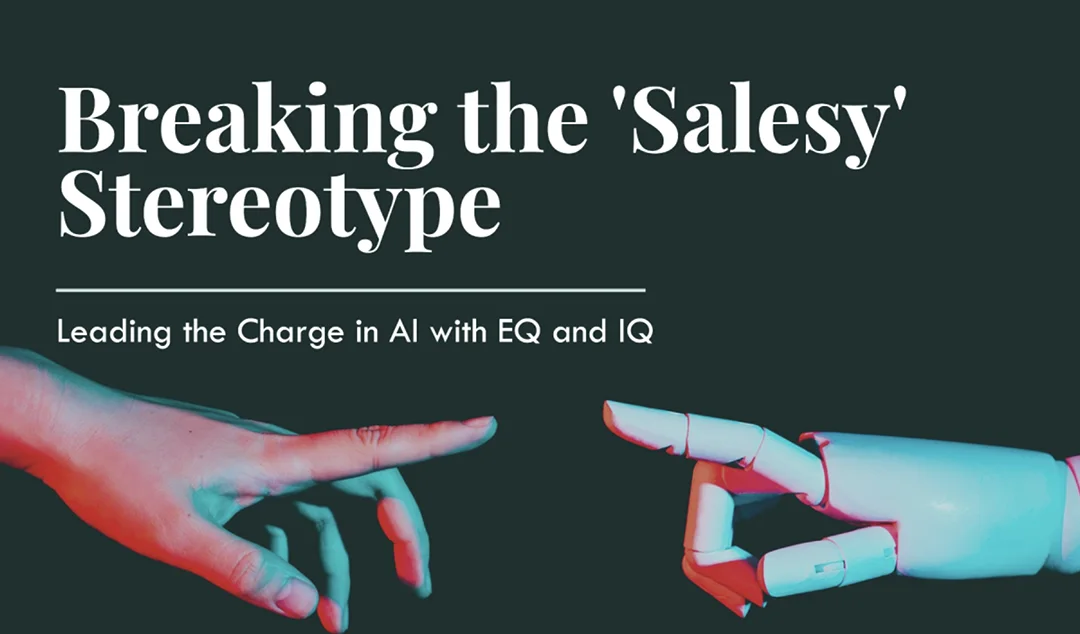 Breaking the 'Salesy'
Stereotype
Leading the Charge in AI with EQ and IQ